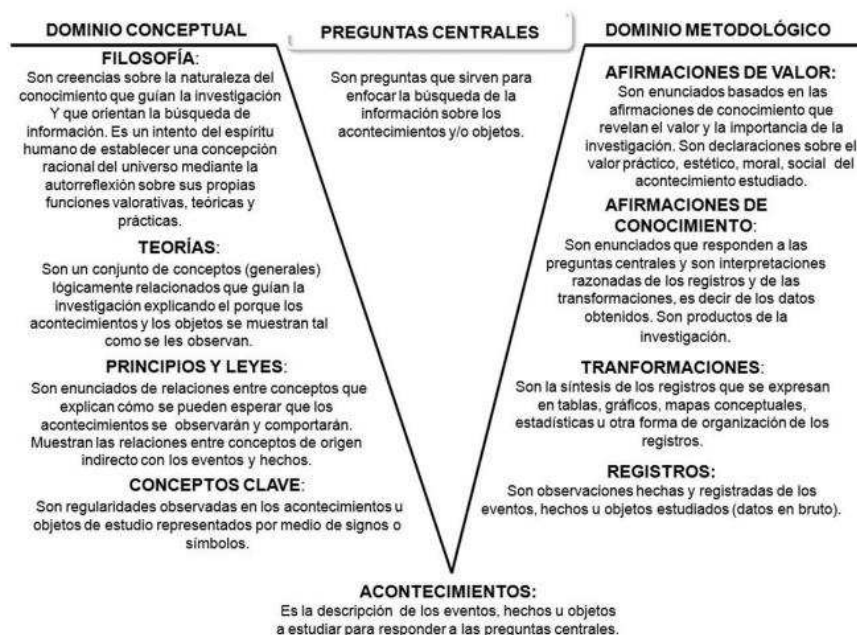 DOMINIO CONCEPTUAL
FILOSOFÍA:
Son creencias sobre la naturaleza del
conocimiento que guían la investigación
Y que orientan la búsqueda de
información. Es un intento del espíritu
humano de establecer una concepción
racional del universo mediante la
autorreflexión sobre sus propias
funciones valorativas, teóricas y
prácticas.
TEORÍAS:
Son un conjunto de conceptos (generales)
lógicamente relacionados que guían la
investigación explicando el porque los
acontecimientos y los objetos se muestran tal
como se les observan.
PRINCIPIOS Y LEYES:
Son enunciados de relaciones entre conceptos que
explican cómo se pueden esperar que los
acontecimientos se observarán y comportarán.
Muestran las relaciones entre conceptos de origen
indirecto con los eventos y hechos.
CONCEPTOS CLAVE:
Son regularidades observadas en los acontecimientos u
objetos de estudio representados por medio de signos o
símbolos.
PREGUNTAS CENTRALES
Son preguntas que sirven para
enfocar la búsqueda de la
información sobre los
acontecimientos y/o objetos.
DOMINIO METODOLÓGICO
AFIRMACIONES DE VALOR:
Son enunciados basados en las
afirmaciones de conocimiento que
revelan el valor y la importancia de la
investigación. Son declaraciones sobre el
valor práctico, estético, moral, social del
acontecimiento estudiado.
AFIRMACIONES DE
CONOCIMIENTO:
Son enunciados que responden a las
preguntas centrales y son interpretaciones
razonadas de los registros y de las
transformaciones, es decir de los datos
obtenidos. Son productos de la
investigación.
TRANFORMACIONES:
Son la síntesis de los registros que se expresan
en tablas, gráficos, mapas conceptuales,
estadísticas u otra forma de organización de los
registros.
REGISTROS:
Son observaciones hechas y registradas de los
eventos, hechos u objetos estudiados (datos en bruto).
ACONTECIMIENTOS:
Es la descripción de los eventos, hechos u objetos
a estudiar para responder a las preguntas centrales.